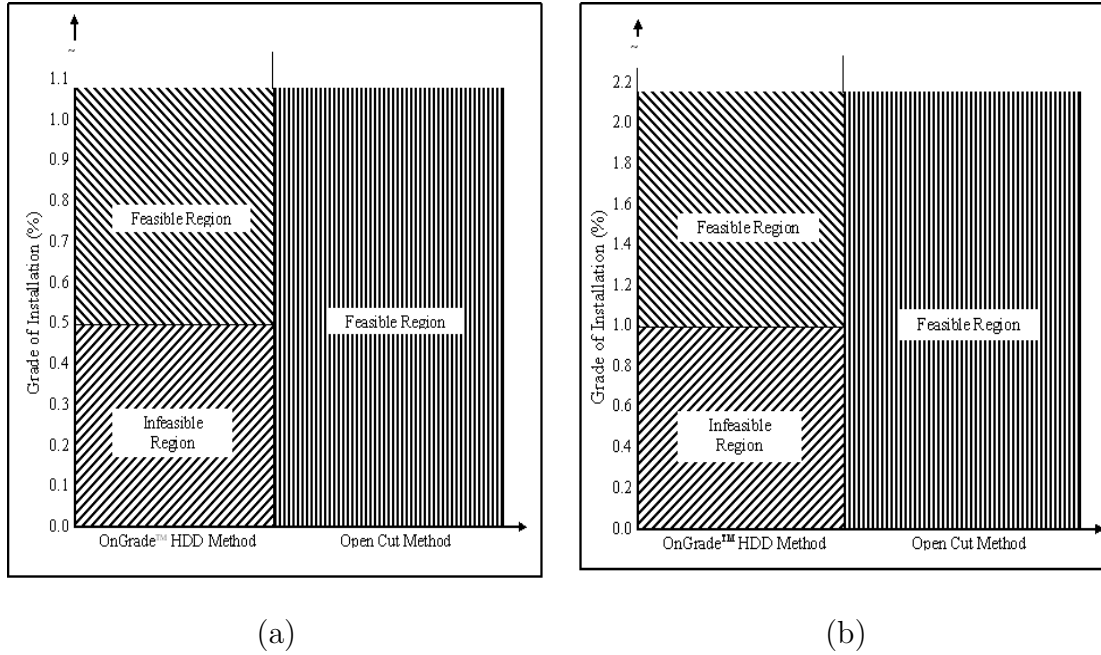 ~
1.1
1.0
0.9
0.8
0.7
0.6
0.5
0.4
0.3
0.2
0.1
0.0
Grade of Installation (%)
Feasible Region
Infeasible
Region
Feasible Region
OnGrade™ HDD Method
Open Cut Method
(a)
~
2.2
2.0
1.8
1.6
1.4
1.2
1.0
0.8
0.6
0.4
0.2
0.0
Grade of Installation (%)
Feasible Region
Infeasible
Region
Feasible Region
OnGrade™ HDD Method
Open Cut Method
(b)